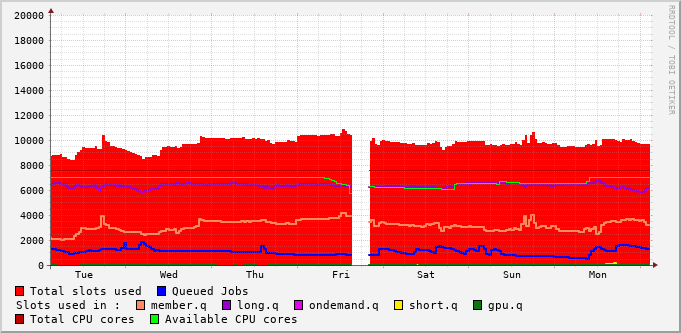 RRDTOOL / TOBI OETIKER
20000
18000
16000
14000
12000
10000
8000
6000
4000
2000
0
Tue Wed Thu Fri Sat Sun Mon
Total slots used Queued Jobs
Slots used in : member.q long.q ondemand.q short.q gpu.q
Total CPU cores Available CPU cores